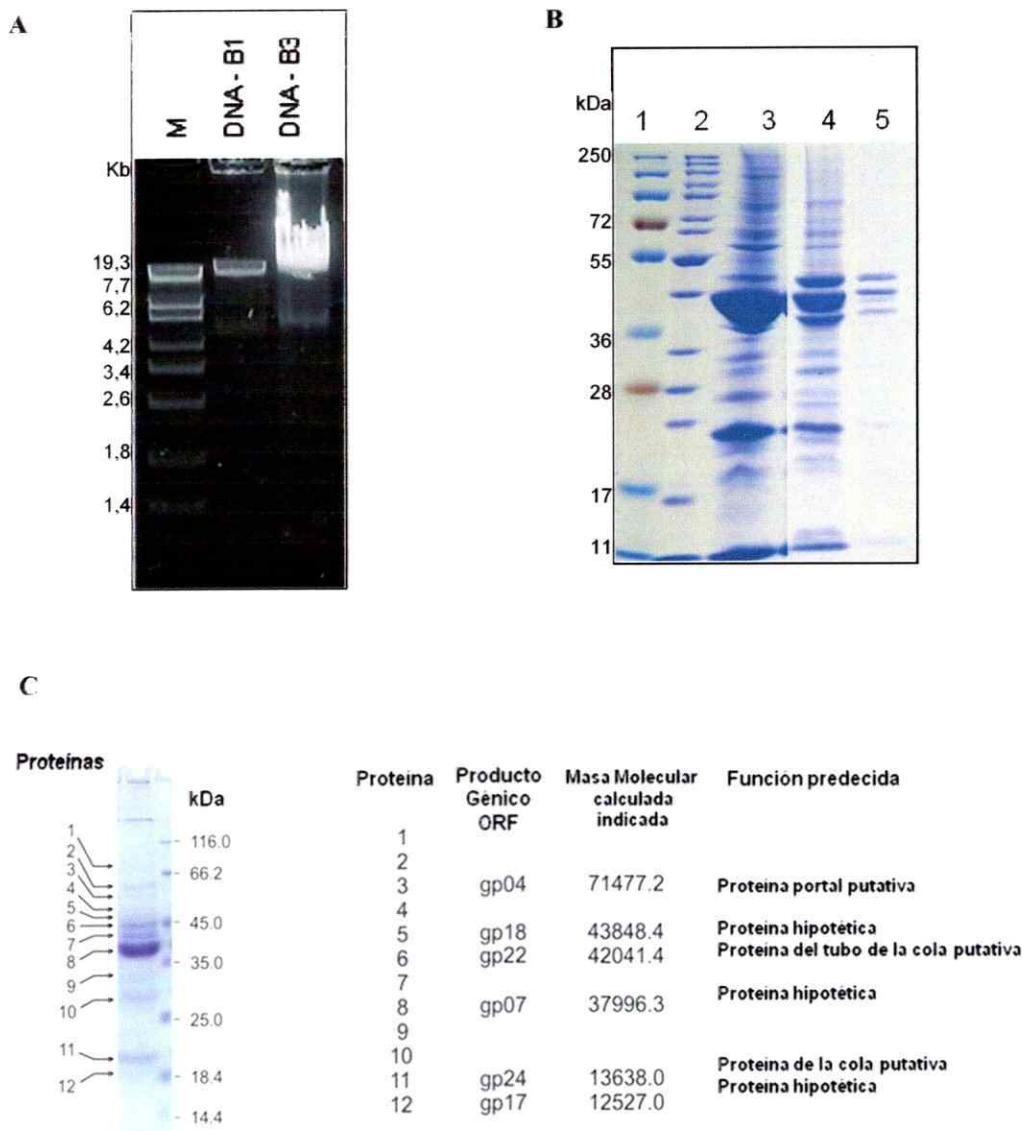 A
M
DNA - B1
DNA - B3
Kb
19,3
7,7
6,2
4,2
3,4
2,6
1,8
1,4
B
kDa
1 2 3 4 5
250
72
55
36
28
17
11
C
Proteínas
kDa
1
2
3
4
5
6
7
8
9
10
11
12
116.0
66.2
45.0
35.0
25.0
18.4
14.4
Proteína Producto Génico ORF Masa Molecular calculada indicada Función predecida
1
2
3 gp04 71477.2 Proteína portal putativa
4
5 gp18 43848.4 Proteína hipotética
6 gp22 42041.4 Proteína del tubo de la cola putativa
7
8 gp07 37996.3 Proteína hipotética
9
10
11 gp24 13638.0 Proteína de la cola putativa
12 gp17 12527.0 Proteína hipotética